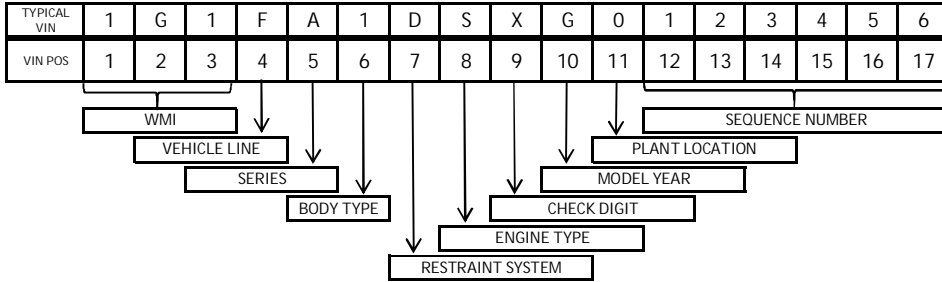 TYPICAL VIN 1 G 1 F A 1 D S X G 0 1 2 3 4 5 6
VIN POS 1 2 3 4 5 6 7 8 9 10 11 12 13 14 15 16 17
WMI SEQUENCE NUMBER
VEHICLE LINE PLANT LOCATION
SERIES MODEL YEAR
BODY TYPE CHECK DIGIT
ENGINE TYPE
RESTRAINT SYSTEM